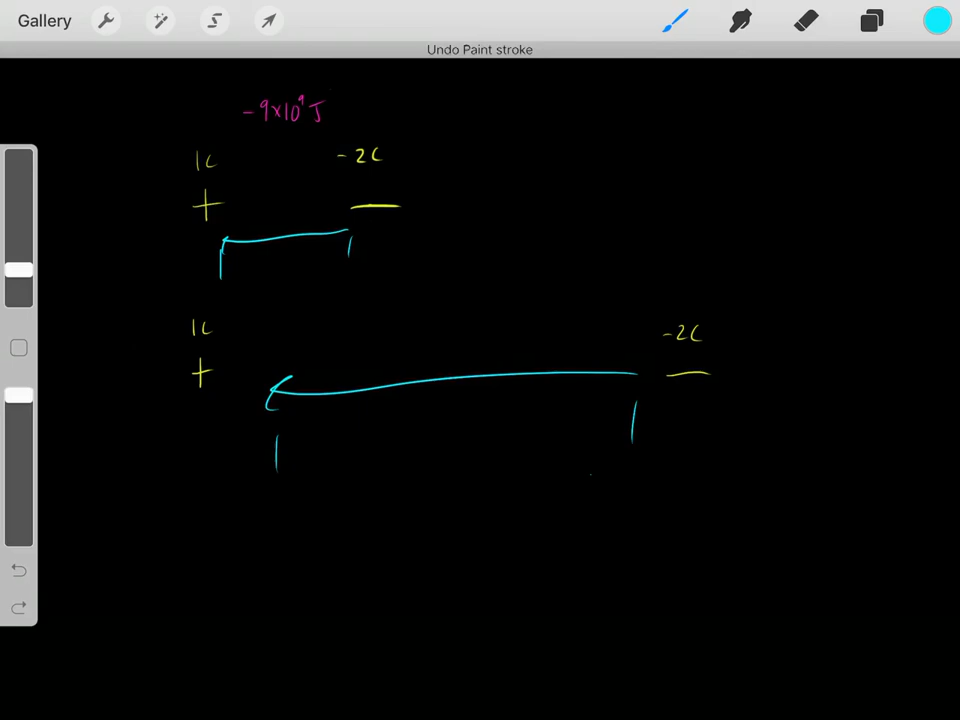 Gallery
Undo Paint stroke
-9x10⁹ J
1C -2C
+ —
1C -2C
+ —